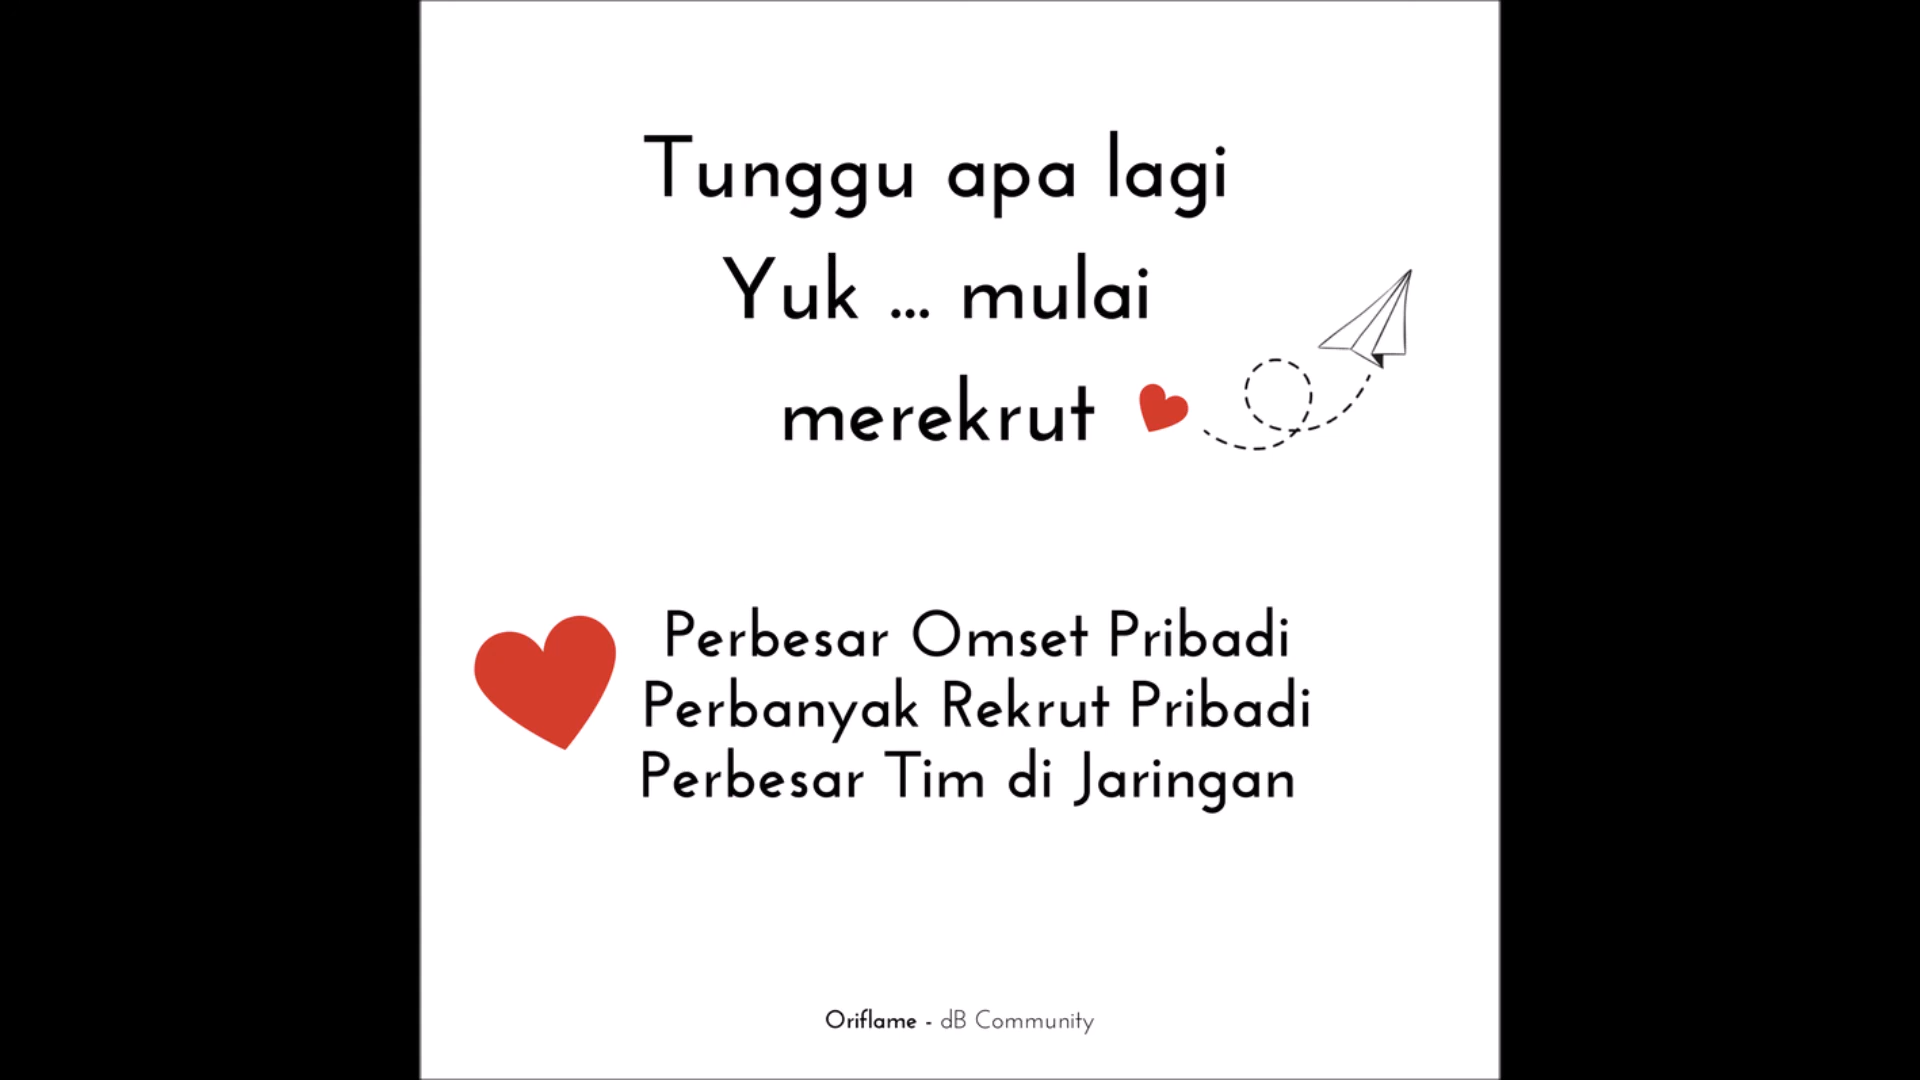 Tunggu apa lagi
Yuk ... mulai
merekrut
Perbesar Omset Pribadi
Perbanyak Rekrut Pribadi
Perbesar Tim di Jaringan
Oriflame - dB Community